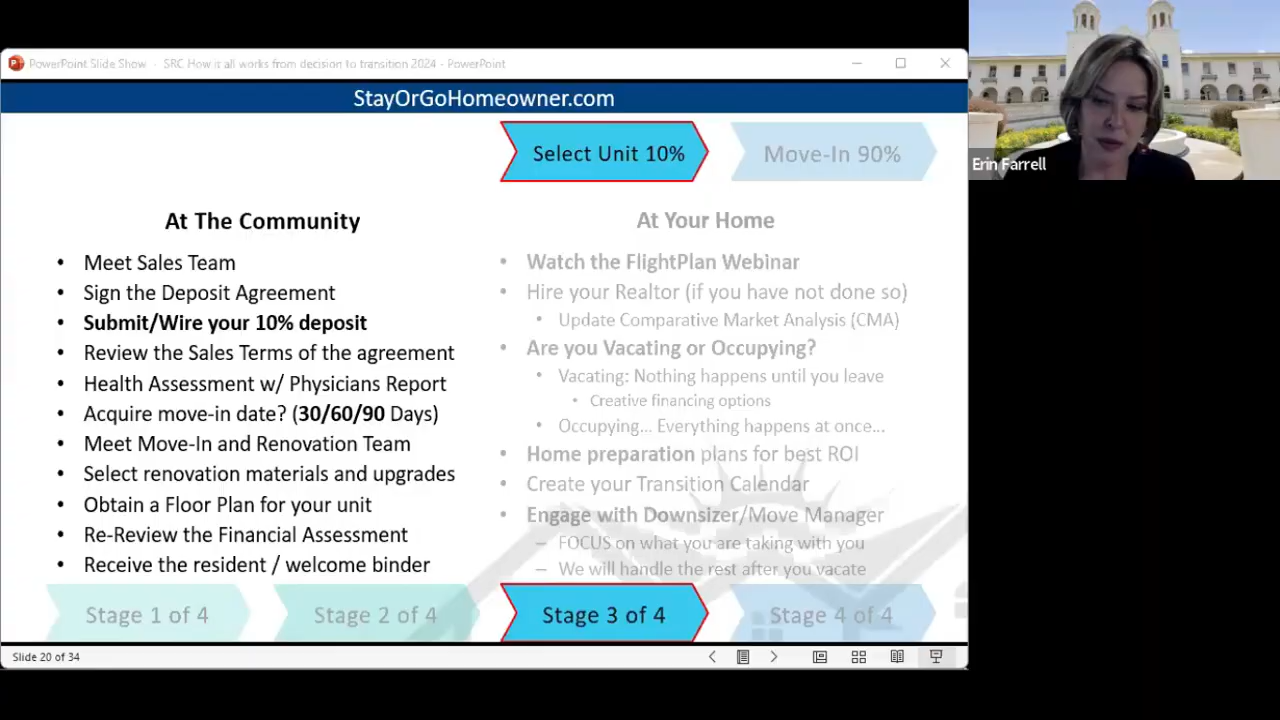 PowerPoint Slide Show - SRC How it all works from decision to transition 2024 - PowerPoint
StayOrGoHomeowner.com
Select Unit 10%
Move-In 90%
At The Community
• Meet Sales Team
• Sign the Deposit Agreement
• Submit/Wire your 10% deposit
• Review the Sales Terms of the agreement
• Health Assessment w/ Physicians Report
• Acquire move-in date? (30/60/90 Days)
• Meet Move-In and Renovation Team
• Select renovation materials and upgrades
• Obtain a Floor Plan for your unit
• Re-Review the Financial Assessment
• Receive the resident / welcome binder
At Your Home
• Watch the FlightPlan Webinar
• Hire your Realtor (if you have not done so)
• Update Comparative Market Analysis (CMA)
• Are you Vacating or Occupying?
• Vacating: Nothing happens until you leave
• Creative financing options
• Occupying... Everything happens at once...
• Home preparation plans for best ROI
• Create your Transition Calendar
• Engage with Downsizer/Move Manager
– FOCUS on what you are taking with you
– We will handle the rest after you vacate
Stage 1 of 4
Stage 2 of 4
Stage 3 of 4
Stage 4 of 4
Slide 20 of 34
Erin Farrell